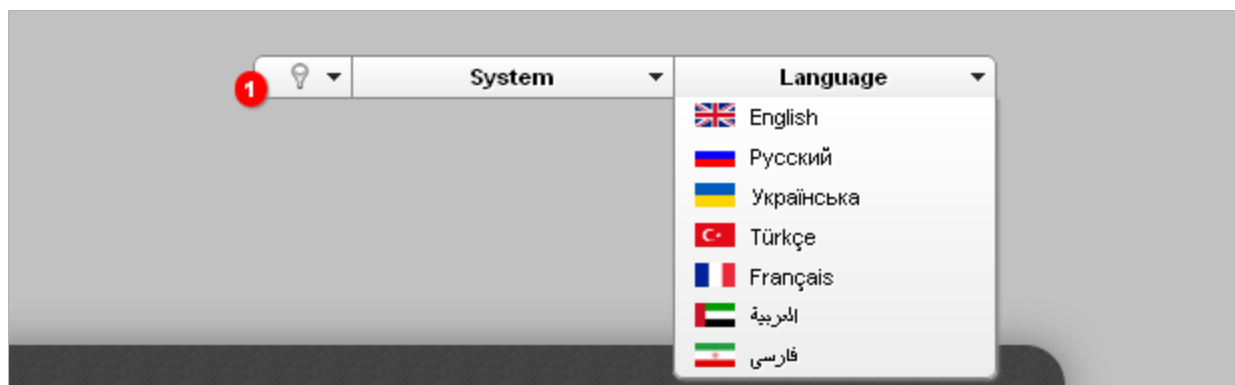 1
System
Language
English
Русский
Українська
Türkçe
Français
العربية
فارسی